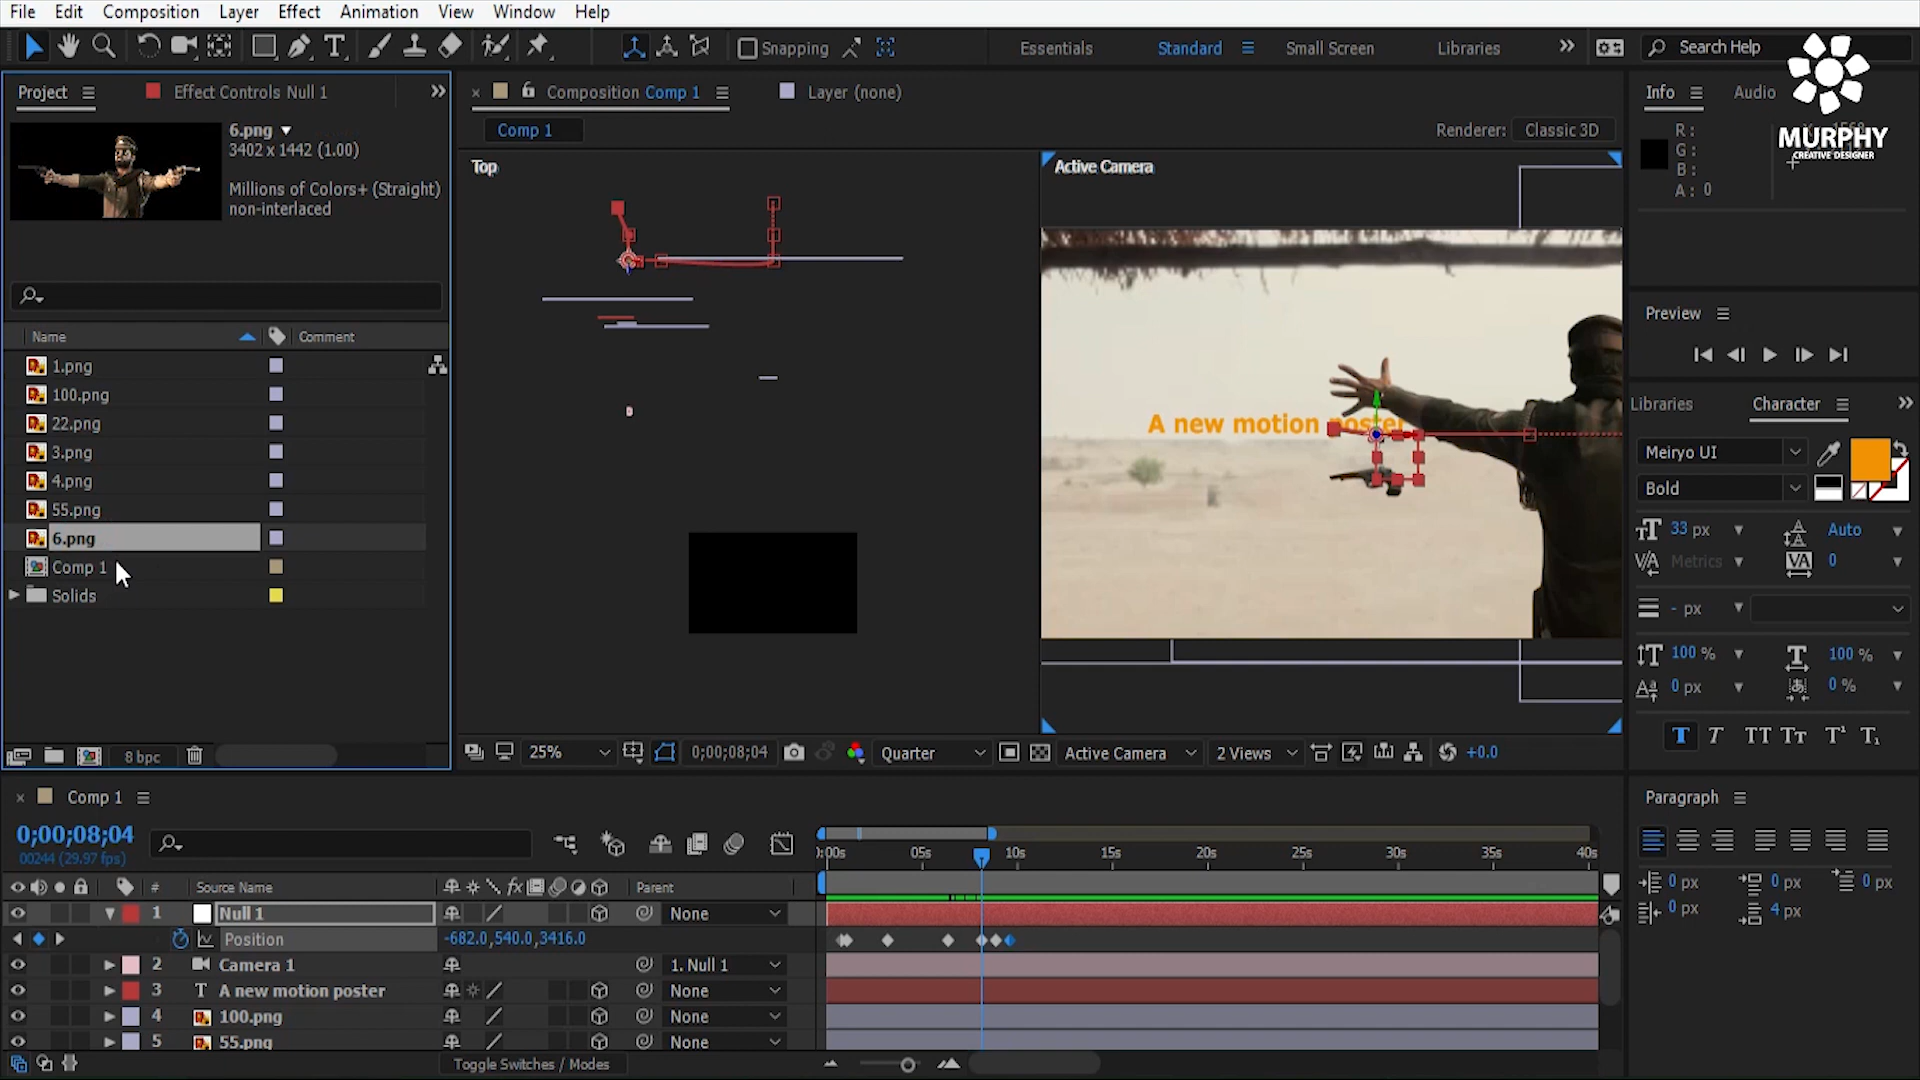 File Edit Composition Layer Effect Animation View Window Help
Snapping
Essentials Standard Small Screen Libraries
Search Help
MURPHY
CREATIVE DESIGNER
Project Effect Controls Null 1
6.png
3402 x 1442 (1.00)
Millions of Colors+ (Straight)
non-interlaced
Name Comment
1.png
100.png
22.png
3.png
4.png
55.png
6.png
Comp 1
Solids
8 bpc
Composition Comp 1 Layer (none)
Comp 1
Renderer: Classic 3D
Top
Active Camera
A new motion poster
25% 0;00;08;04 Quarter Active Camera 2 Views +0.0
Info Audio
R :
G :
B :
A : 0
Preview
Libraries Character
Meiryo UI
Bold
33 px Auto
Metrics 0
- px
100 % 100 %
0 px 0 %
T T TT Tт T¹ T₁
Paragraph
0 px 0 px 0 px
0 px 4 px
Comp 1
0;00;08;04
00244 (29.97 fps)
# Source Name Parent
1 Null 1 None
Position -682.0,540.0,3416.0
2 Camera 1 1. Null 1
3 T A new motion poster None
4 100.png None
5 55.png None
Toggle Switches / Modes
):00s 05s 10s 15s 20s 25s 30s 35s 40s